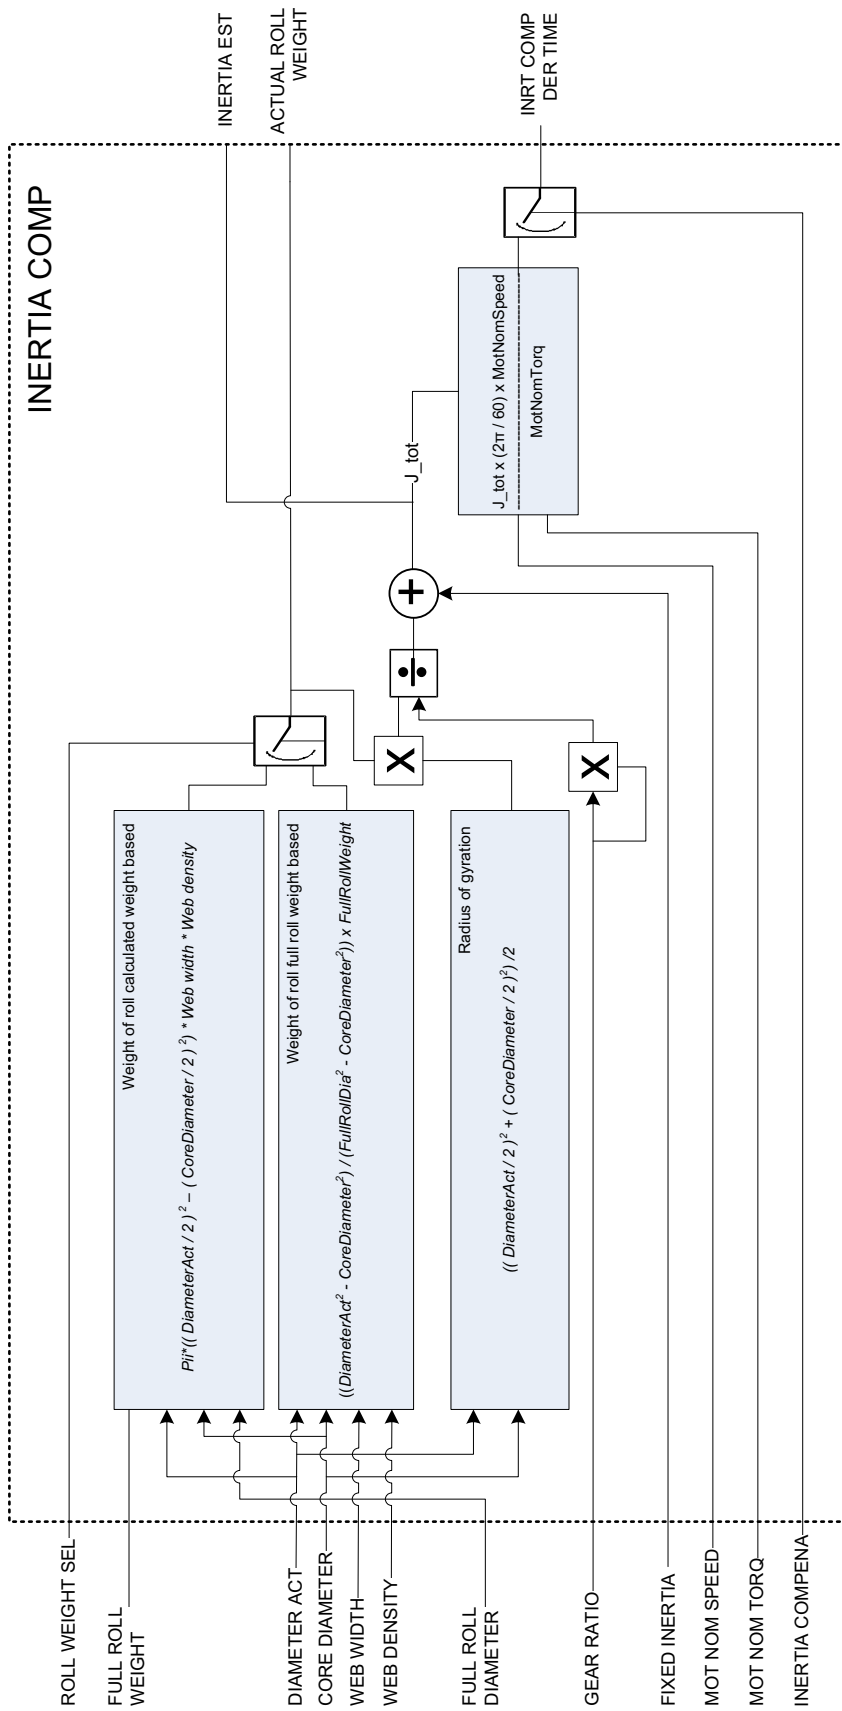 INERTIA COMP
ROLL WEIGHT SEL
FULL ROLL
WEIGHT
DIAMETER ACT
CORE DIAMETER
WEB WIDTH
WEB DENSITY
FULL ROLL
DIAMETER
GEAR RATIO
FIXED INERTIA
MOT NOM SPEED
MOT NOM TORQ
INERTIA COMPENA
Weight of roll calculated weight based
Pii*(( DiameterAct / 2 )² – ( CoreDiameter / 2 )²) * Web width * Web density
Weight of roll full roll weight based
((DiameterAct² - CoreDiameter²) / (FullRollDia² - CoreDiameter²)) x FullRollWeight
Radius of gyration
(( DiameterAct / 2 )² + ( CoreDiameter / 2 )²) /2
X
X
÷
+
J_tot
J_tot x (2π / 60) x MotNomSpeed
MotNomTorq
INERTIA EST
ACTUAL ROLL
WEIGHT
INRT COMP
DER TIME